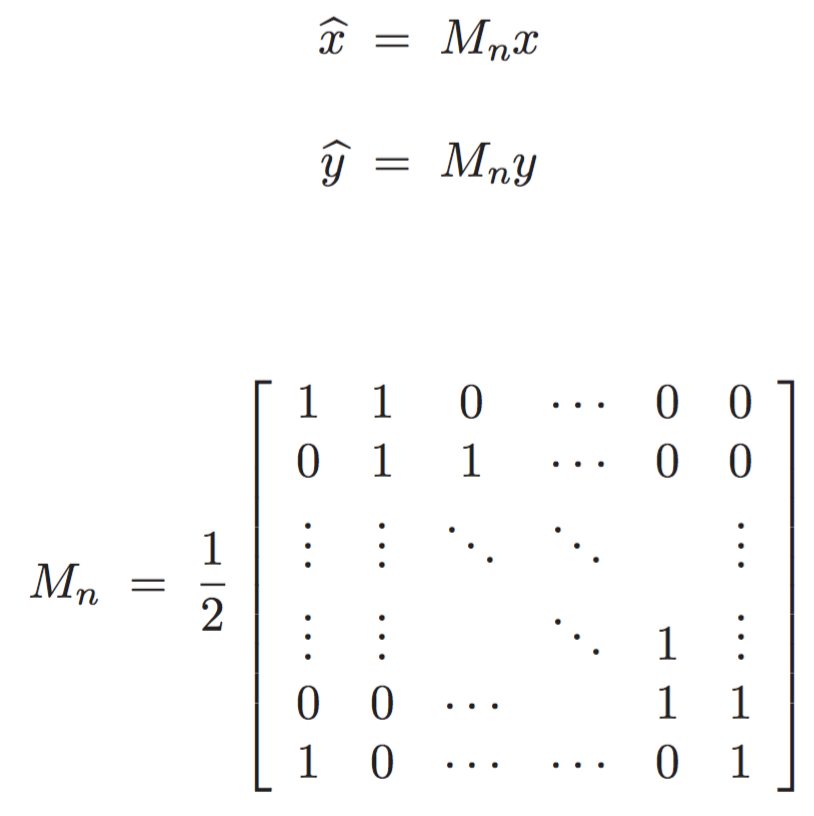 x̂ = Mₙx
ŷ = Mₙy
Mₙ = 1/2 [
1 1 0 ⋯ 0 0
0 1 1 ⋯ 0 0
⋮ ⋮ ⋱ ⋱ ⋮
⋮ ⋮ ⋱ 1 ⋮
0 0 ⋯ 1 1
1 0 ⋯ ⋯ 0 1
]